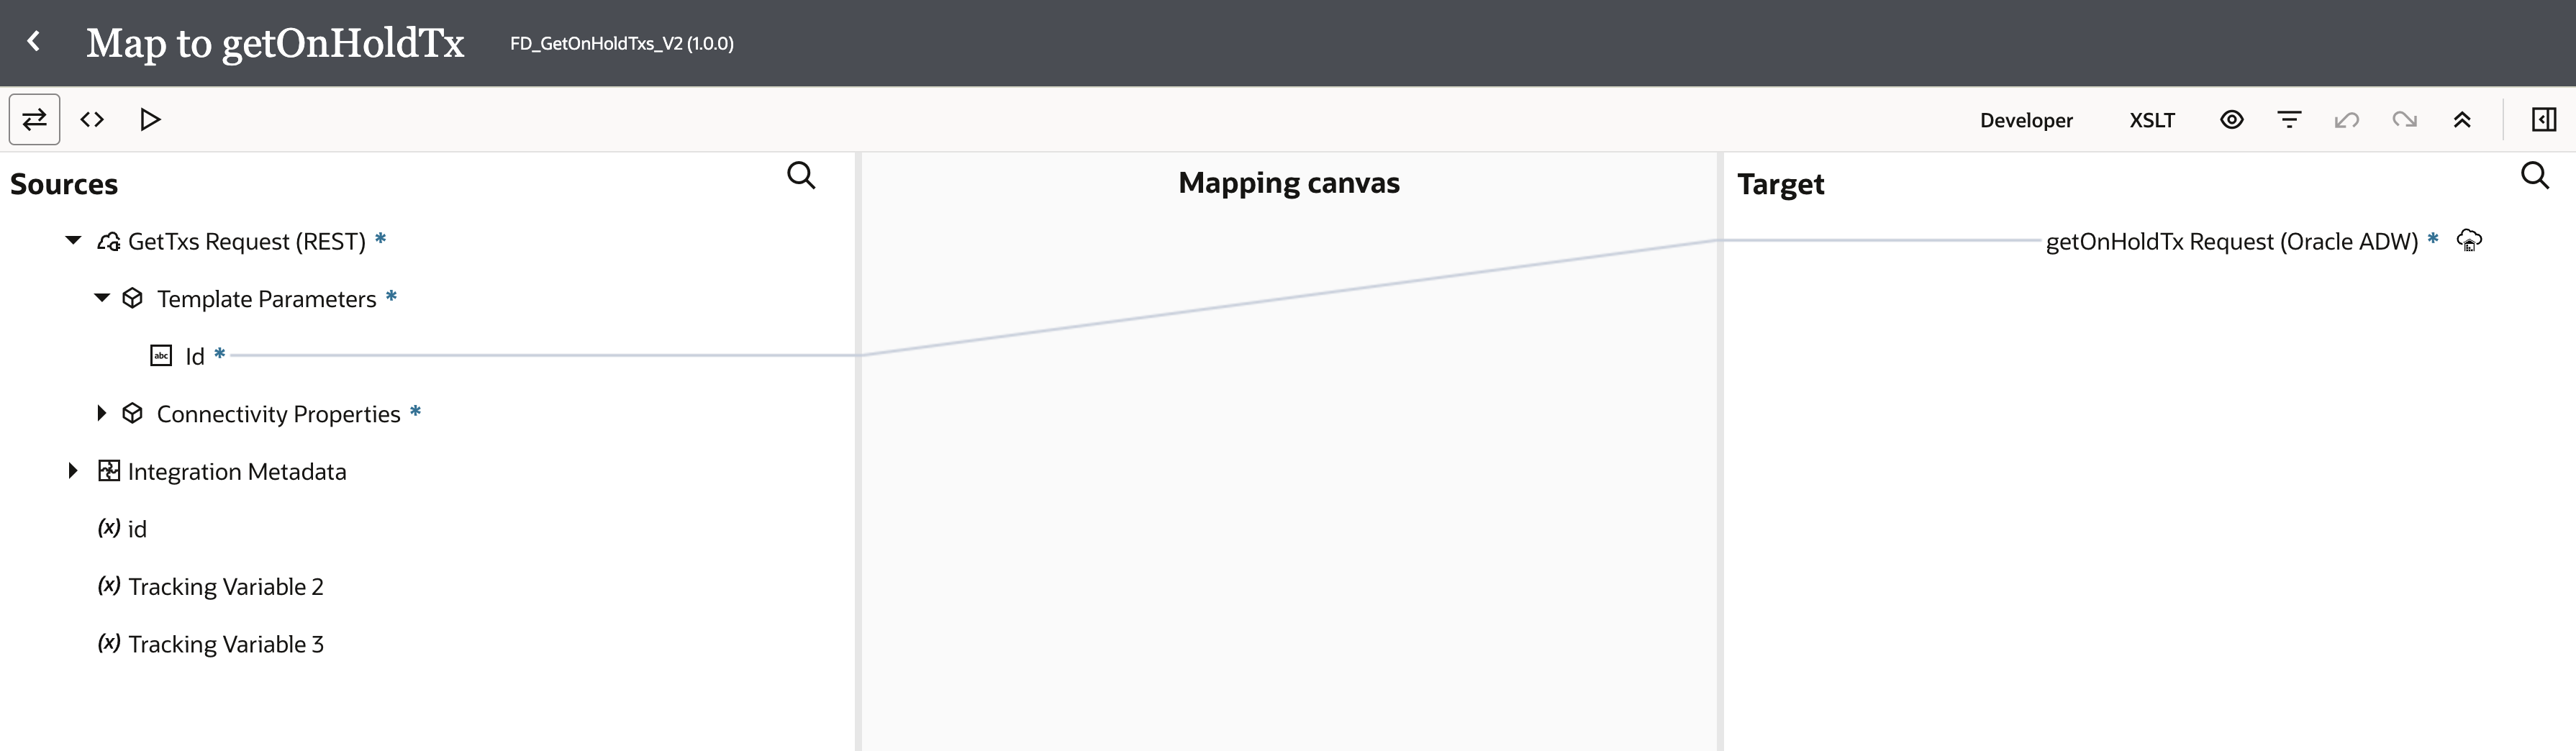 Map to getOnHoldTx FD_GetOnHoldTxs_V2 (1.0.0)
Developer XSLT
Sources
Mapping canvas
Target
GetTxs Request (REST) *
getOnHoldTx Request (Oracle ADW) *
Template Parameters *
abc Id *
Connectivity Properties *
Integration Metadata
(x) id
(x) Tracking Variable 2
(x) Tracking Variable 3